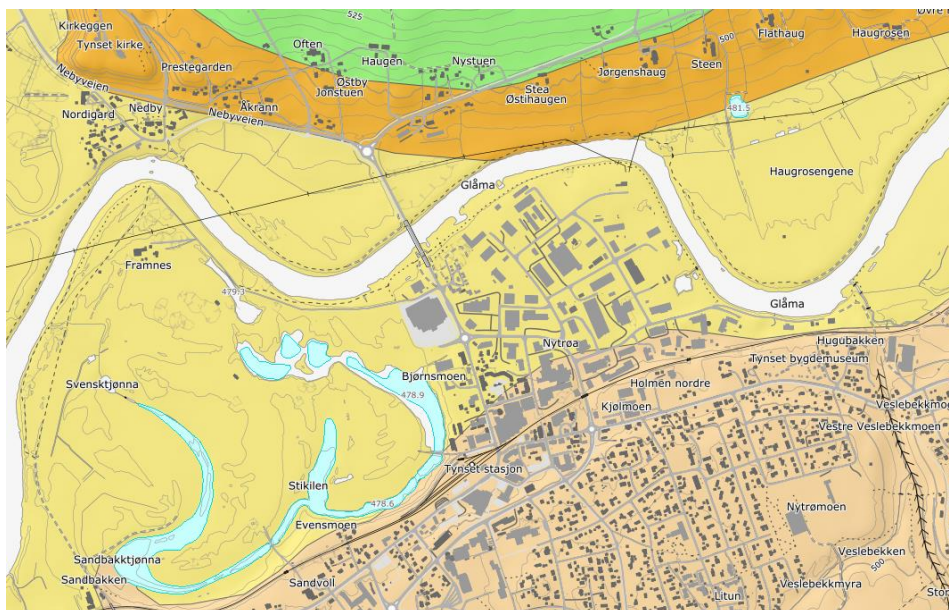 Kirkeggen
Tynset kirke
Prestegarden
Often
Haugen
525
Nystuen
Østby
Jonstuen
Stea
Østihaugen
Jørgenshaug
Steen
500
Flathaug
Haugrosen
Øvre
Nebyveien
Nordigard
Nedby
Åkrann
Nebyveien
481.5
Haugrosengene
Glåma
Framnes
479.3
Glåma
Nytrøa
Hugubakken
Tynset bygdemuseum
Svensktjønna
Bjørnsmoen
478.9
Holmen nordre
Kjølmoen
Veslebekkmo
Vestre Veslebekkmoen
Tynset stasjon
Stikilen
478.6
Evensmoen
Nytrømoen
Sandbakktjønna
Sandbakken
Sandvoll
Veslebekken
500
Veslebekkmyra
Litun